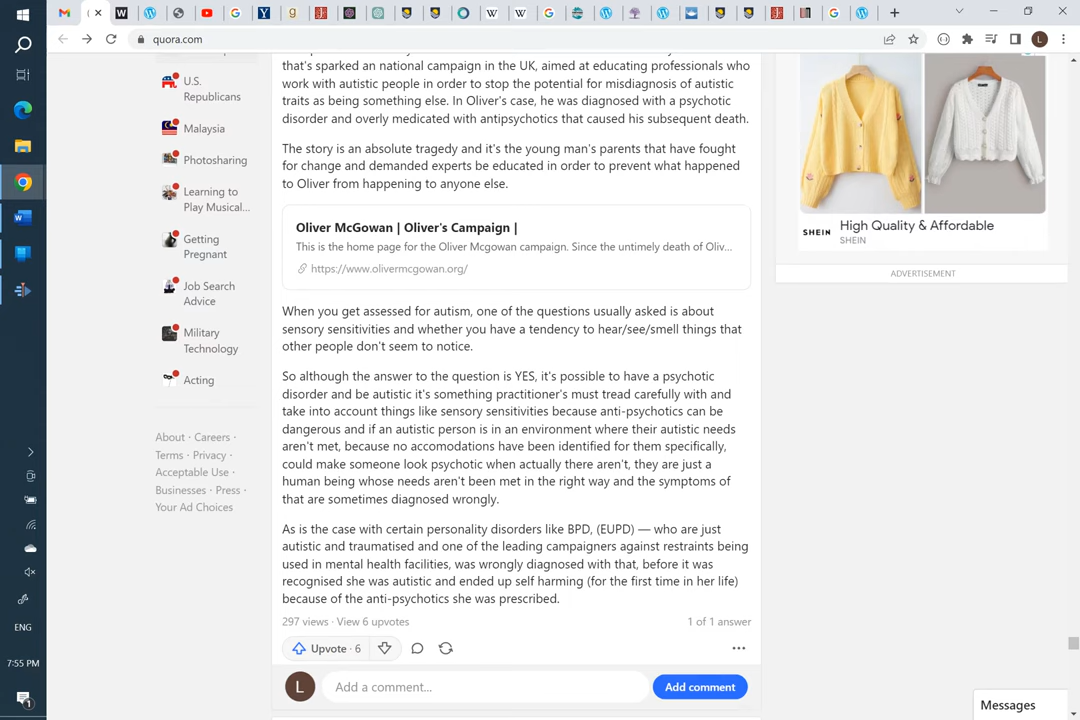 quora.com
L
U.S.
Republicans
Malaysia
Photosharing
Learning to
Play Musical...
Getting
Pregnant
Job Search
Advice
Military
Technology
Acting
About · Careers ·
Terms · Privacy ·
Acceptable Use ·
Businesses · Press ·
Your Ad Choices
that's sparked an national campaign in the UK, aimed at educating professionals who
work with autistic people in order to stop the potential for misdiagnosis of autistic
traits as being something else. In Oliver's case, he was diagnosed with a psychotic
disorder and overly medicated with antipsychotics that caused his subsequent death.
The story is an absolute tragedy and it's the young man's parents that have fought
for change and demanded experts be educated in order to prevent what happened
to Oliver from happening to anyone else.
Oliver McGowan | Oliver's Campaign |
This is the home page for the Oliver Mcgowan campaign. Since the untimely death of Oliv...
https://www.olivermcgowan.org/
When you get assessed for autism, one of the questions usually asked is about
sensory sensitivities and whether you have a tendency to hear/see/smell things that
other people don't seem to notice.
So although the answer to the question is YES, it's possible to have a psychotic
disorder and be autistic it's something practitioner's must tread carefully with and
take into account things like sensory sensitivities because anti-psychotics can be
dangerous and if an autistic person is in an environment where their autistic needs
aren't met, because no accomodations have been identified for them specifically,
could make someone look psychotic when actually there aren't, they are just a
human being whose needs aren't been met in the right way and the symptoms of
that are sometimes diagnosed wrongly.
As is the case with certain personality disorders like BPD, (EUPD) — who are just
autistic and traumatised and one of the leading campaigners against restraints being
used in mental health facilities, was wrongly diagnosed with that, before it was
recognised she was autistic and ended up self harming (for the first time in her life)
because of the anti-psychotics she was prescribed.
297 views · View 6 upvotes
1 of 1 answer
Upvote · 6
L
Add a comment...
Add comment
SHEIN
High Quality & Affordable
SHEIN
ADVERTISEMENT
Messages
ENG
7:55 PM
1